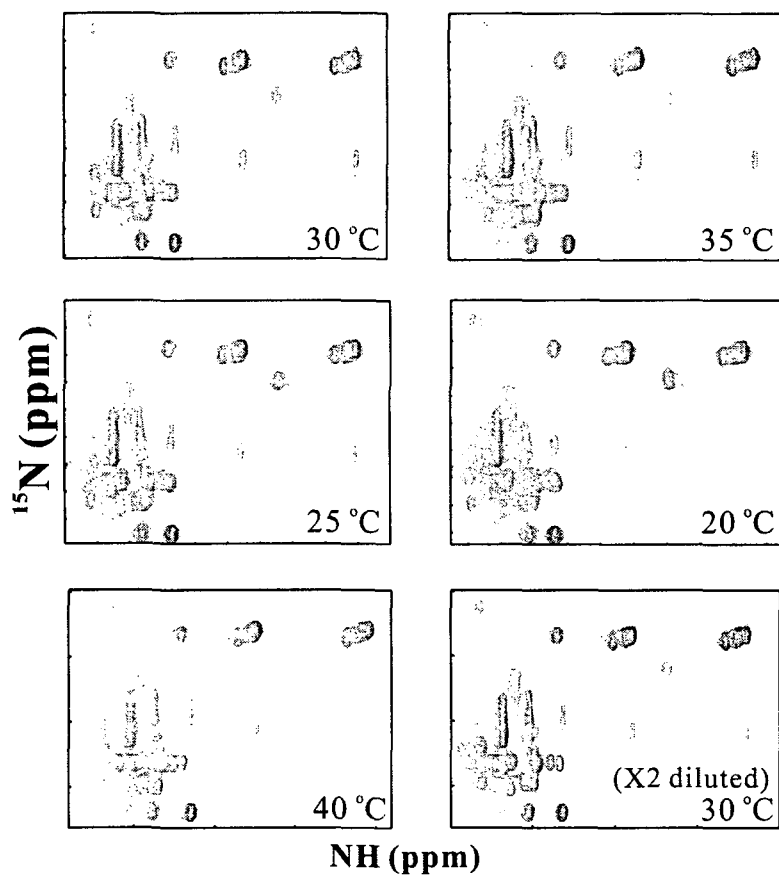 30 °C
35 °C
25 °C
20 °C
40 °C
(X2 diluted)
30 °C
¹⁵N (ppm)
NH (ppm)